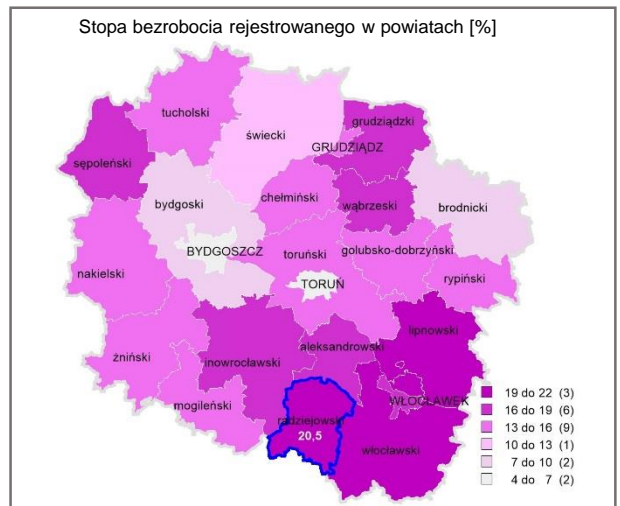 Stopa bezrobocia rejestrowanego w powiatach [%]
tucholski
grudziądzki
świecki
GRUDZIĄDZ
sępoleński
chełmiński
wąbrzeski
bydgoski
brodnicki
BYDGOSZCZ
toruński
golubsko-dobrzyński
nakielski
TORUŃ
rypiński
lipnowski
aleksandrowski
żniński
inowrocławski
mogileński
WŁOCŁAWEK
radziejowski
20,5
włocławski
19 do 22 (3)
16 do 19 (6)
13 do 16 (9)
10 do 13 (1)
7 do 10 (2)
4 do 7 (2)